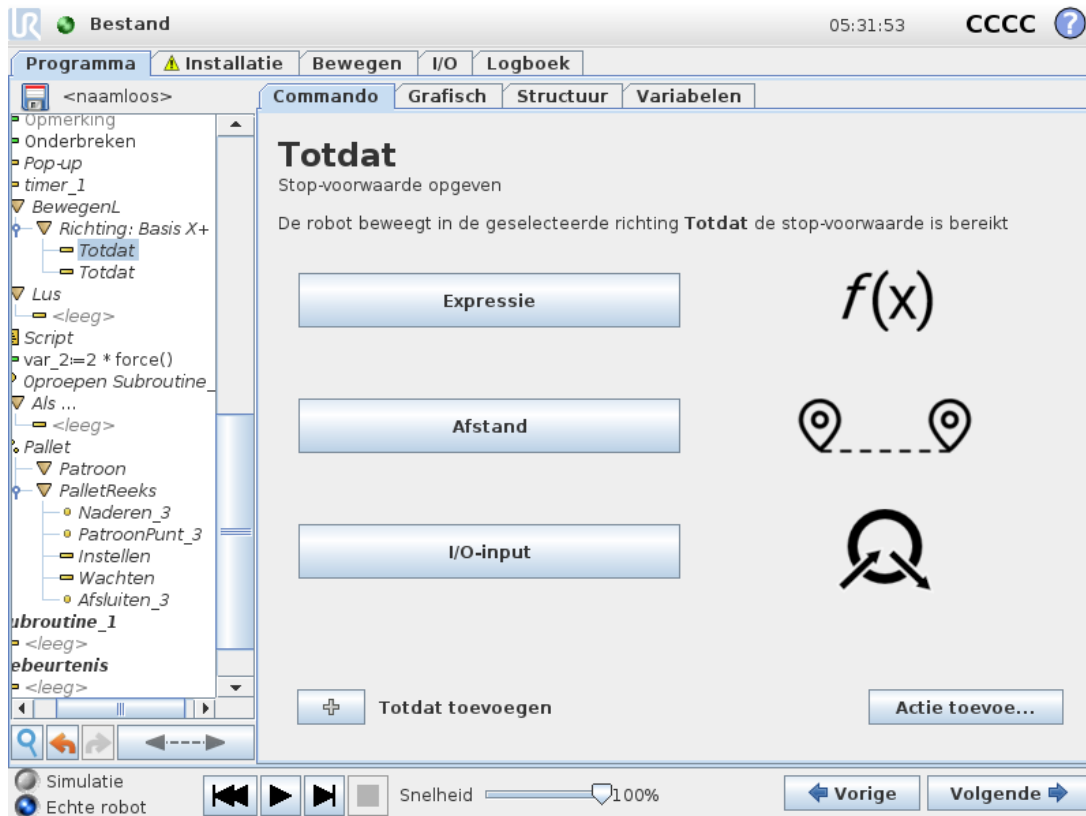 UR Bestand 05:31:53 CCCC ?
Programma Installatie Bewegen I/O Logboek
<naamloos>
Commando Grafisch Structuur Variabelen
Opmerking
Onderbreken
Pop-up
timer_1
BewegenL
Richting: Basis X+
Totdat
Totdat
Lus
<leeg>
Script
var_2:=2 * force()
Oproepen Subroutine_
Als ...
<leeg>
Pallet
Patroon
PalletReeks
Naderen_3
PatroonPunt_3
Instellen
Wachten
Afsluiten_3
ubroutine_1
<leeg>
ebeurtenis
<leeg>
Totdat
Stop-voorwaarde opgeven
De robot beweegt in de geselecteerde richting Totdat de stop-voorwaarde is bereikt
Expressie f(x)
Afstand
I/O-input
Totdat toevoegen Actie toevoe...
Simulatie
Echte robot
Snelheid 100%
Vorige Volgende